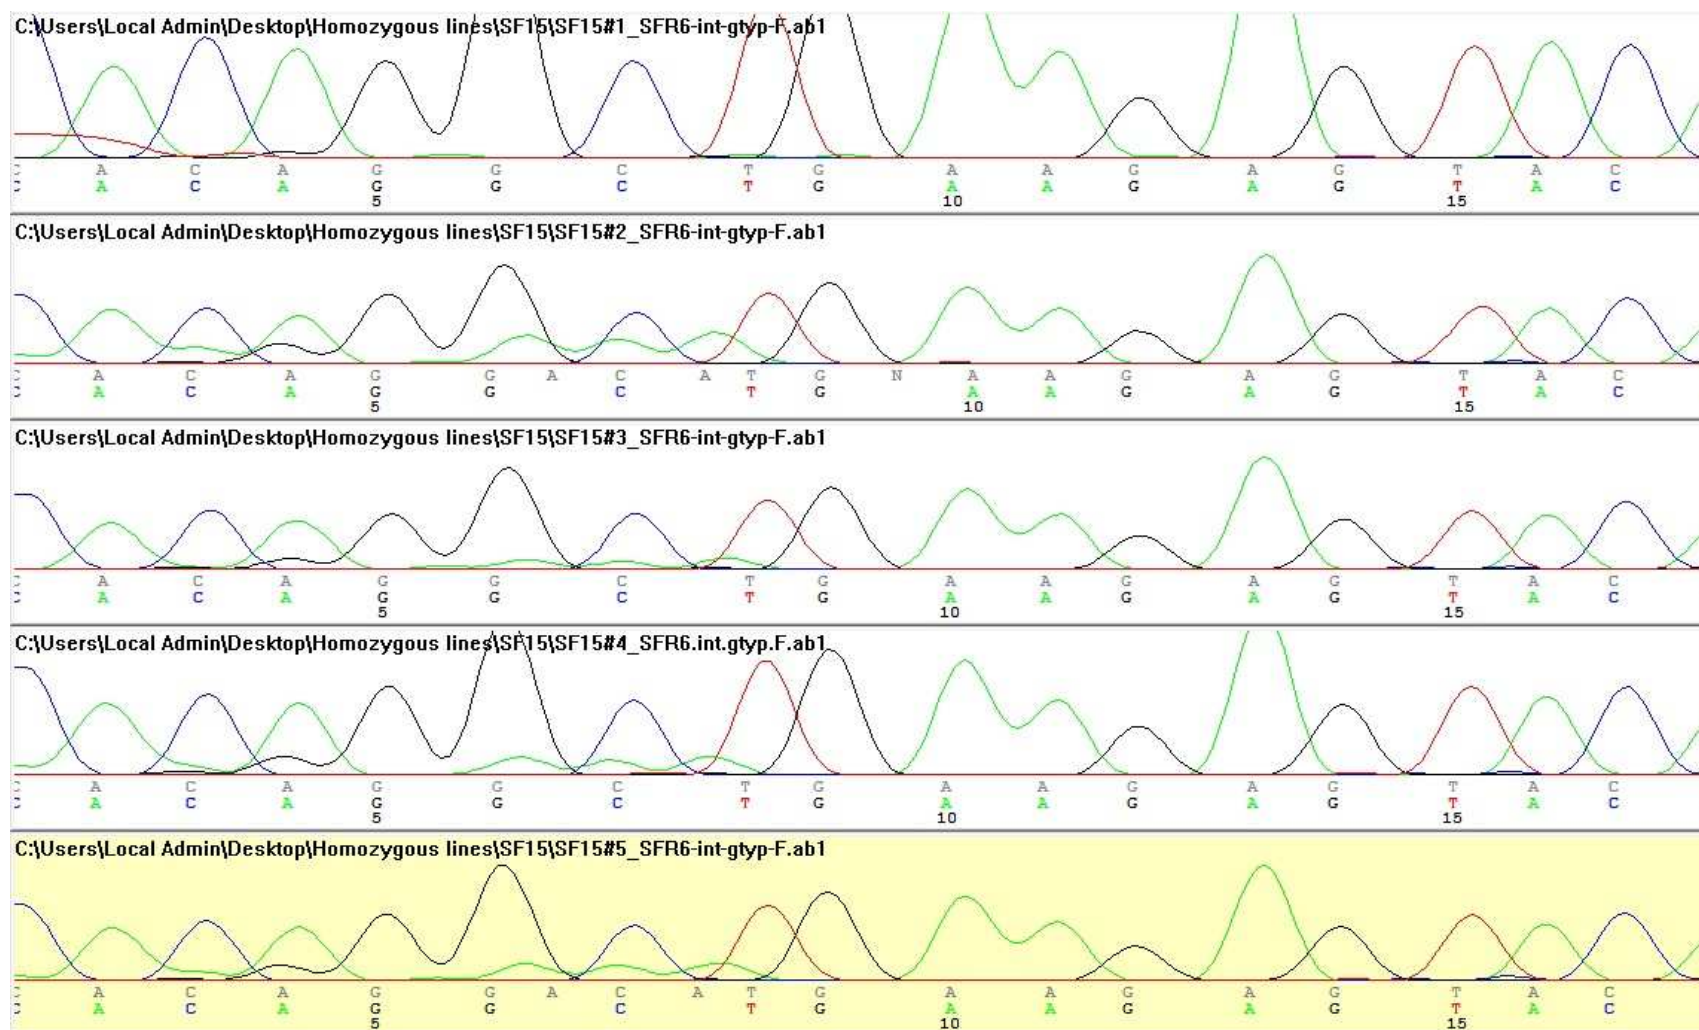 C:\Users\Local Admin\Desktop\Homozygous lines\SF15\SF15#1_SFR6-int-gtyp-F.ab1
C A C A G G C T G A A G A G T A C
C A C A G G C T G A A G A G T A C
5 10 15
C:\Users\Local Admin\Desktop\Homozygous lines\SF15\SF15#2_SFR6-int-gtyp-F.ab1
C A C A G G A C A T G N A A G A G T A C
C A C A G G C T G A A G A G T A C
5 10 15
C:\Users\Local Admin\Desktop\Homozygous lines\SF15\SF15#3_SFR6-int-gtyp-F.ab1
C A C A G G C T G A A G A G T A C
C A C A G G C T G A A G A G T A C
5 10 15
C:\Users\Local Admin\Desktop\Homozygous lines\SF15\SF15#4_SFR6.int.gtyp.F.ab1
C A C A G G C T G A A G A G T A C
C A C A G G C T G A A G A G T A C
5 10 15
C:\Users\Local Admin\Desktop\Homozygous lines\SF15\SF15#5_SFR6-int-gtyp-F.ab1
C A C A G G A C A T G A A G A G T A C
C A C A G G C T G A A G A G T A C
5 10 15